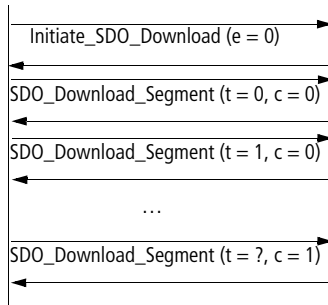 Initiate_SDO_Download (e = 0)
SDO_Download_Segment (t = 0, c = 0)
SDO_Download_Segment (t = 1, c = 0)
...
SDO_Download_Segment (t = ?, c = 1)